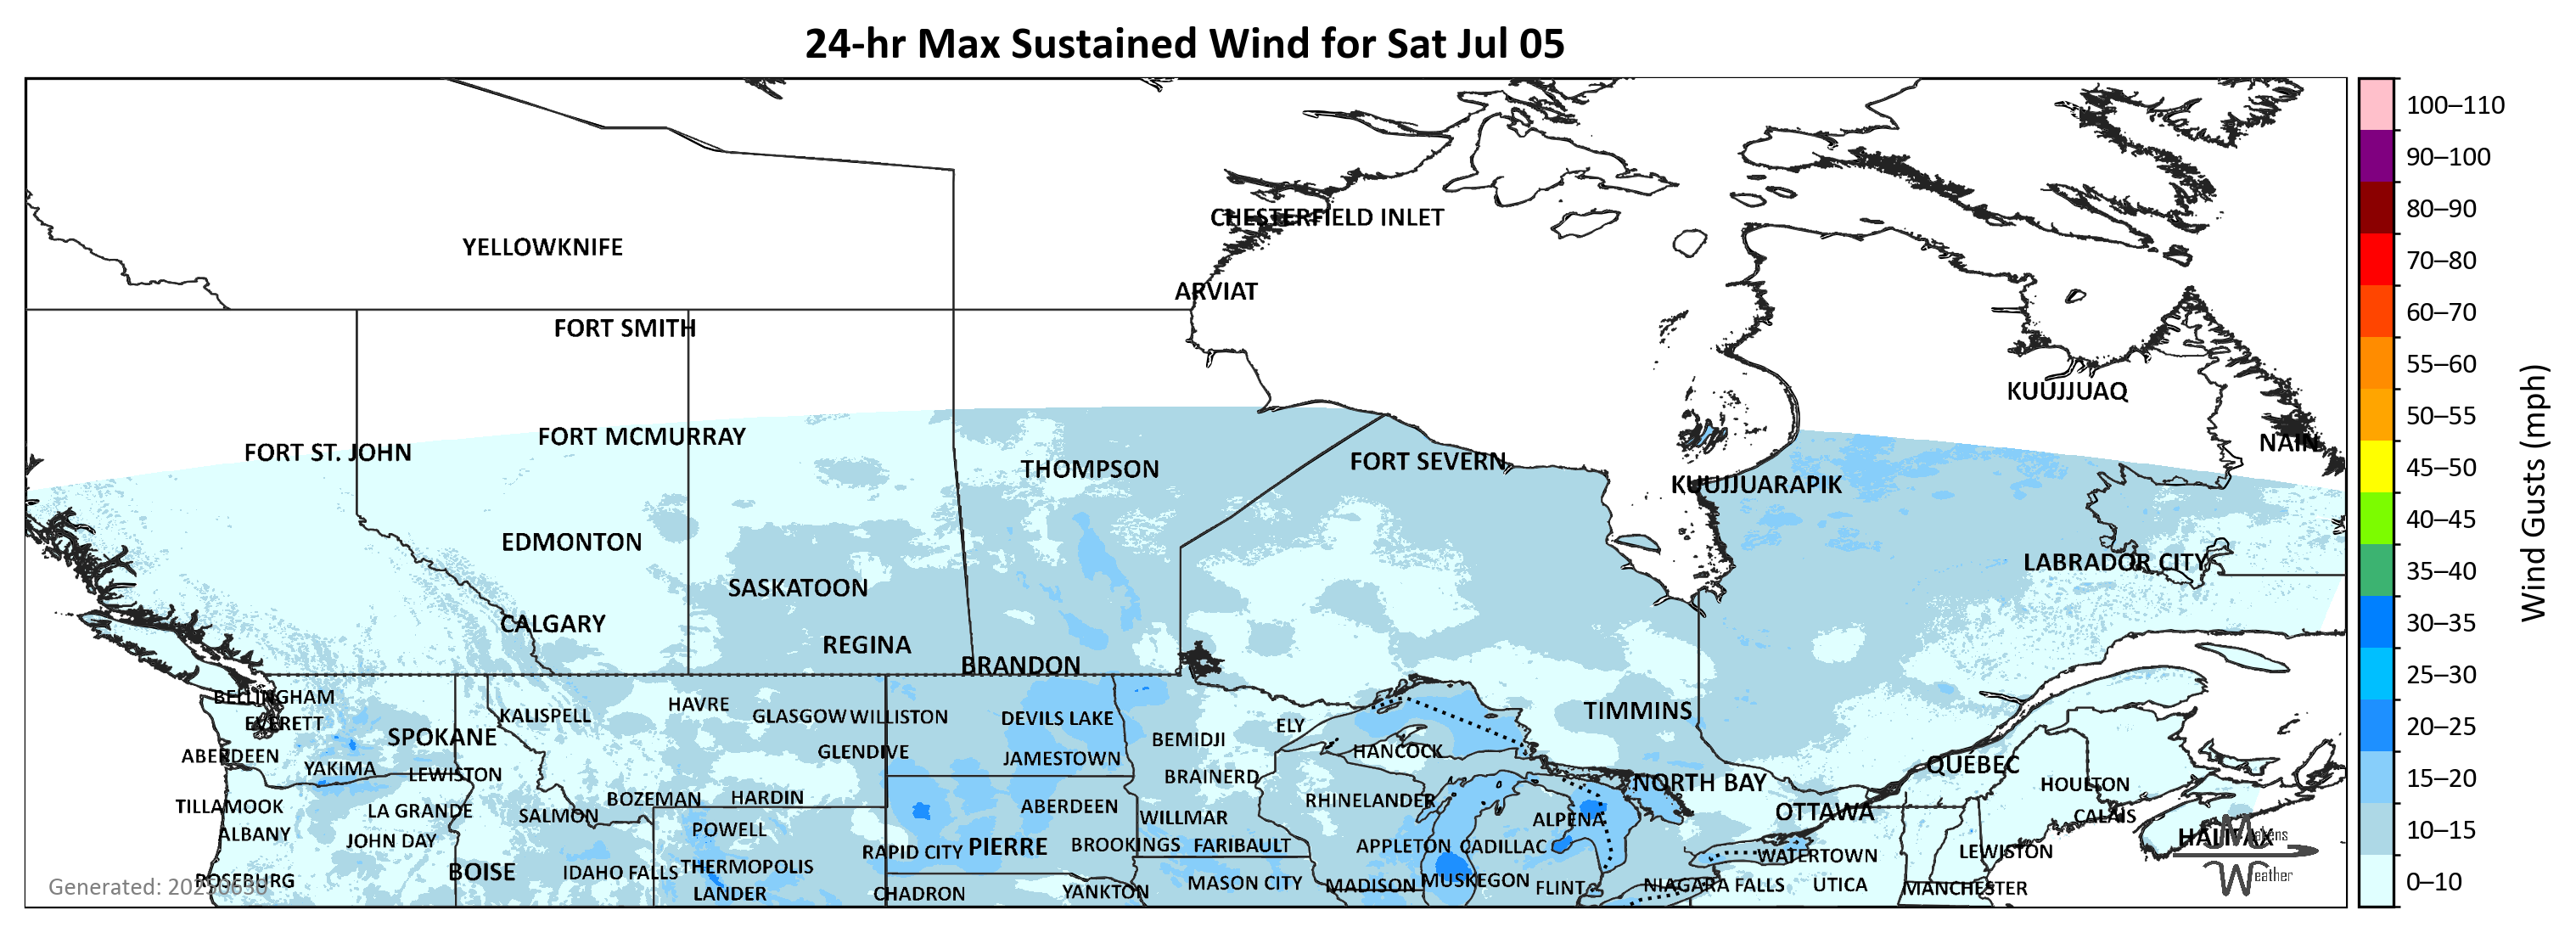 24-hr Max Sustained Wind for Sat Jul 05
CHESTERFIELD INLET
YELLOWKNIFE
ARVIAT
FORT SMITH
KUUJJUAQ
FORT MCMURRAY
NAIN
FORT ST. JOHN
FORT SEVERN
THOMPSON
KUUJJUARAPIK
EDMONTON
LABRADOR CITY
SASKATOON
CALGARY
REGINA
BRANDON
BELLINGHAM
HAVRE
KALISPELL
GLASGOW
WILLISTON
DEVILS LAKE
TIMMINS
EVERETT
ELY
SPOKANE
BEMIDJI
GLENDIVE
HANCOCK
ABERDEEN
JAMESTOWN
QUÉBEC
YAKIMA
LEWISTON
BRAINERD
NORTH BAY
HOULTON
BOZEMAN
HARDIN
RHINELANDER
TILLAMOOK
LA GRANDE
SALMON
ABERDEEN
WILLMAR
ALPENA
OTTAWA
CALAIS
ALBANY
POWELL
JOHN DAY
HALIFAX
RAPID CITY
PIERRE
BROOKINGS
FARIBAULT
APPLETON
CADILLAC
WATERTOWN
LEWISTON
BOISE
IDAHO FALLS
THERMOPOLIS
ROSEBURG
MASON CITY
MADISON
MUSKEGON
FLINT
NIAGARA FALLS
UTICA
MANCHESTER
LANDER
CHADRON
YANKTON
Generated: 20250630
Weather
100–110
90–100
80–90
70–80
60–70
55–60
50–55
45–50
40–45
35–40
30–35
25–30
20–25
15–20
10–15
0–10
Wind Gusts (mph)